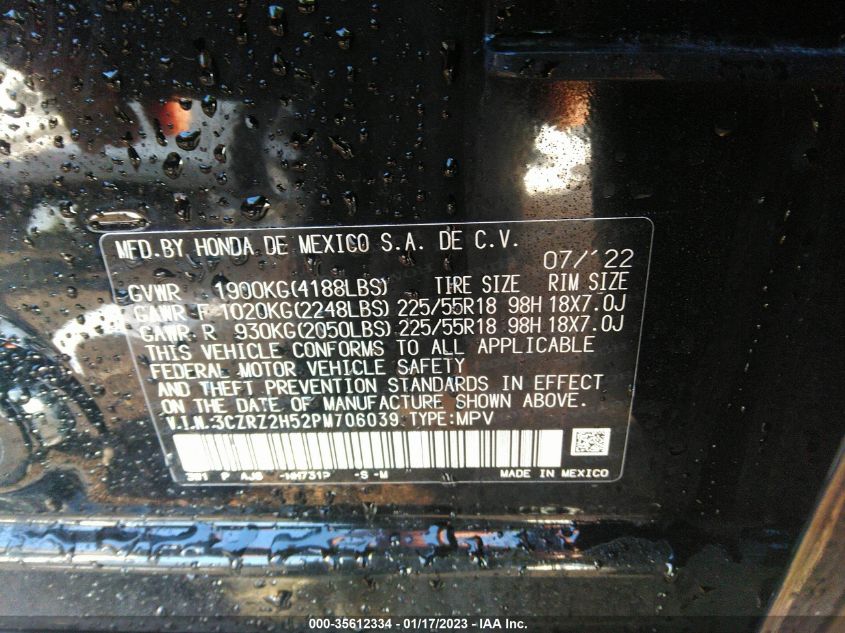 MFD.BY HONDA DE MEXICO S.A. DE C.V. 07/'22
GVWR 1900KG(4188LBS) TIRE SIZE RIM SIZE
GAWR F 1020KG(2248LBS) 225/55R18 98H 18X7.0J
GAWR R 930KG(2050LBS) 225/55R18 98H 18X7.0J
THIS VEHICLE CONFORMS TO ALL APPLICABLE
FEDERAL MOTOR VEHICLE SAFETY
AND THEFT PREVENTION STANDARDS IN EFFECT
ON THE DATE OF MANUFACTURE SHOWN ABOVE.
V.I.N.3CZRZ2H52PM706039 TYPE:MPV
P -NH731P -S -M MADE IN MEXICO
000-35612334 - 01/17/2023 - IAA Inc.